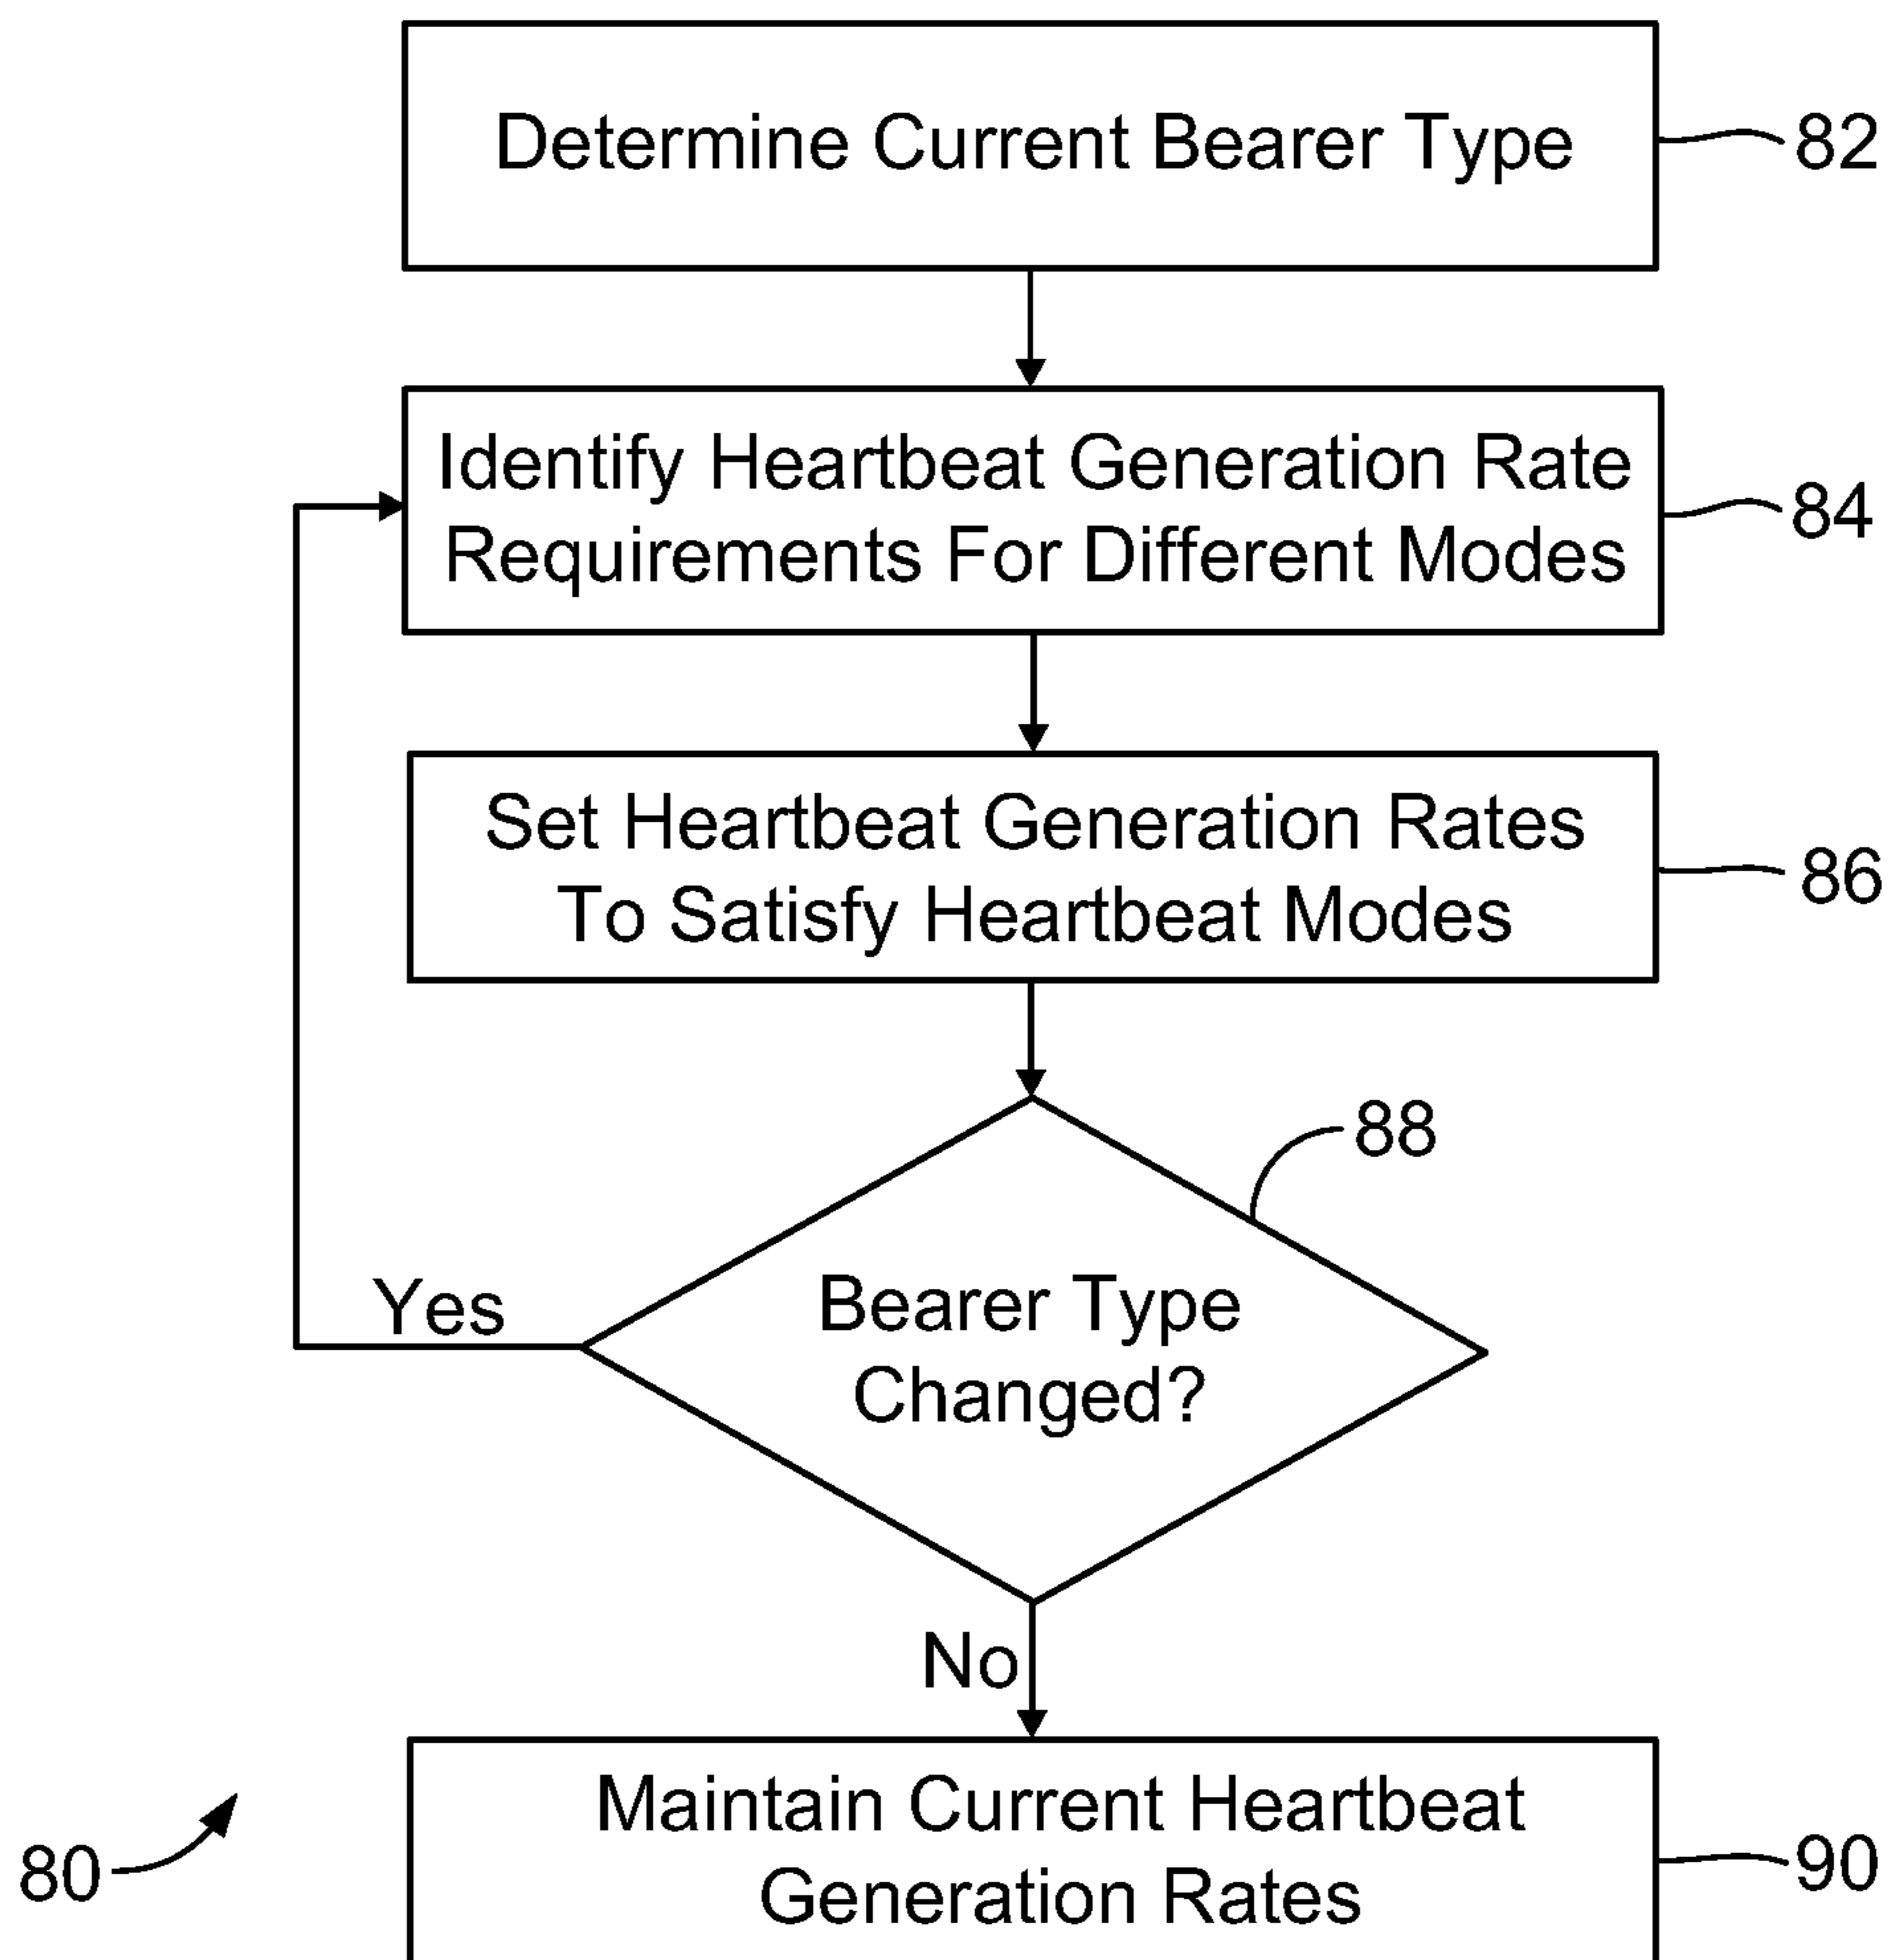 Determine Current Bearer Type
82
Identify Heartbeat Generation Rate
Requirements For Different Modes
84
Set Heartbeat Generation Rates
To Satisfy Heartbeat Modes
86
88
Bearer Type
Changed?
Yes
No
Maintain Current Heartbeat
Generation Rates
90
80